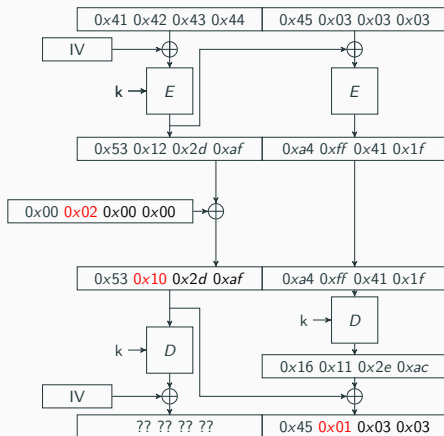 0x41 0x42 0x43 0x44 0x45 0x03 0x03 0x03
IV
k E E
0x53 0x12 0x2d 0xaf 0xa4 0xff 0x41 0x1f
0x00 0x02 0x00 0x00
0x53 0x10 0x2d 0xaf 0xa4 0xff 0x41 0x1f
k D
k D
0x16 0x11 0x2e 0xac
IV
?? ?? ?? ?? 0x45 0x01 0x03 0x03